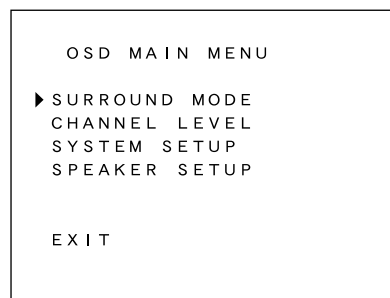 OSD MAIN MENU
SURROUND MODE
CHANNEL LEVEL
SYSTEM SETUP
SPEAKER SETUP
EXIT